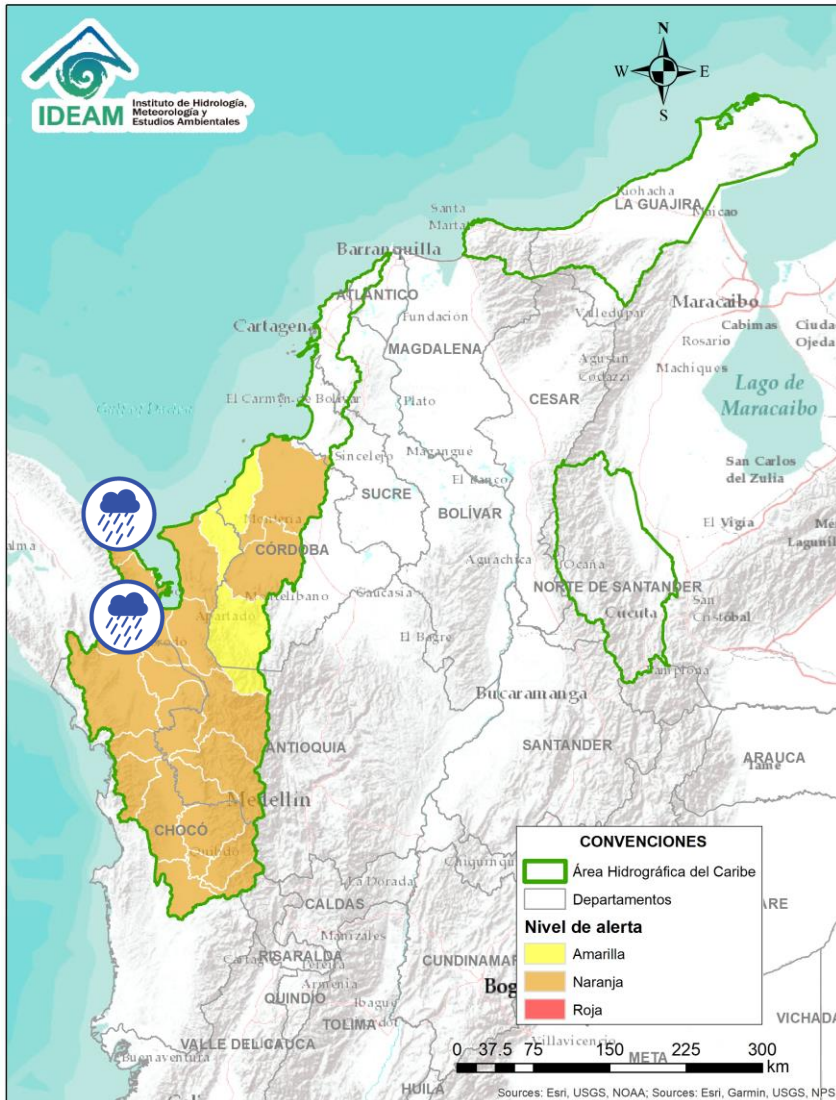 IDEAM
Instituto de Hidrología,
Meteorología y
Estudios Ambientales
N
W
E
S
Riohacha
LA GUAJIRA
Maicao
Santa
Marta
Barranquilla
ATLÁNTICO
Cartagena
Fundación
MAGDALENA
Valledupar
Maracaibo
Cabimas
Ciudad
Ojeda
Rosario
Machiques
Agustín
Codazzi
CESAR
Lago de
Maracaibo
El Carmen de Bolívar
Plato
Sincelejo
Magangué
El Banco
SUCRE
BOLÍVAR
San Carlos
del Zulia
El Vigía
Montería
CÓRDOBA
Montelíbano
Caucasia
Aguachica
Ocaña
NORTE DE SANTANDER
Cúcuta
San
Cristóbal
Apartadó
El Bagre
Pamplona
Bucaramanga
SANTANDER
ARAUCA
Tame
ANTIOQUIA
Medellín
CHOCÓ
Quibdó
La Dorada
CALDAS
Manizales
RISARALDA
Pereira
Cartago
Armenia
QUINDÍO
Ibagué
TOLIMA
CUNDINAMAR
Bog
VICHADA
Villavicencio
META
VALLE DEL CAUCA
Buenaventura
HUILA
CONVENCIONES
Área Hidrográfica del Caribe
Departamentos
Nivel de alerta
Amarilla
Naranja
Roja
0 37.5 75 150 225 300
km
Sources: Esri, USGS, NOAA; Sources: Esri, Garmin, USGS, NPS